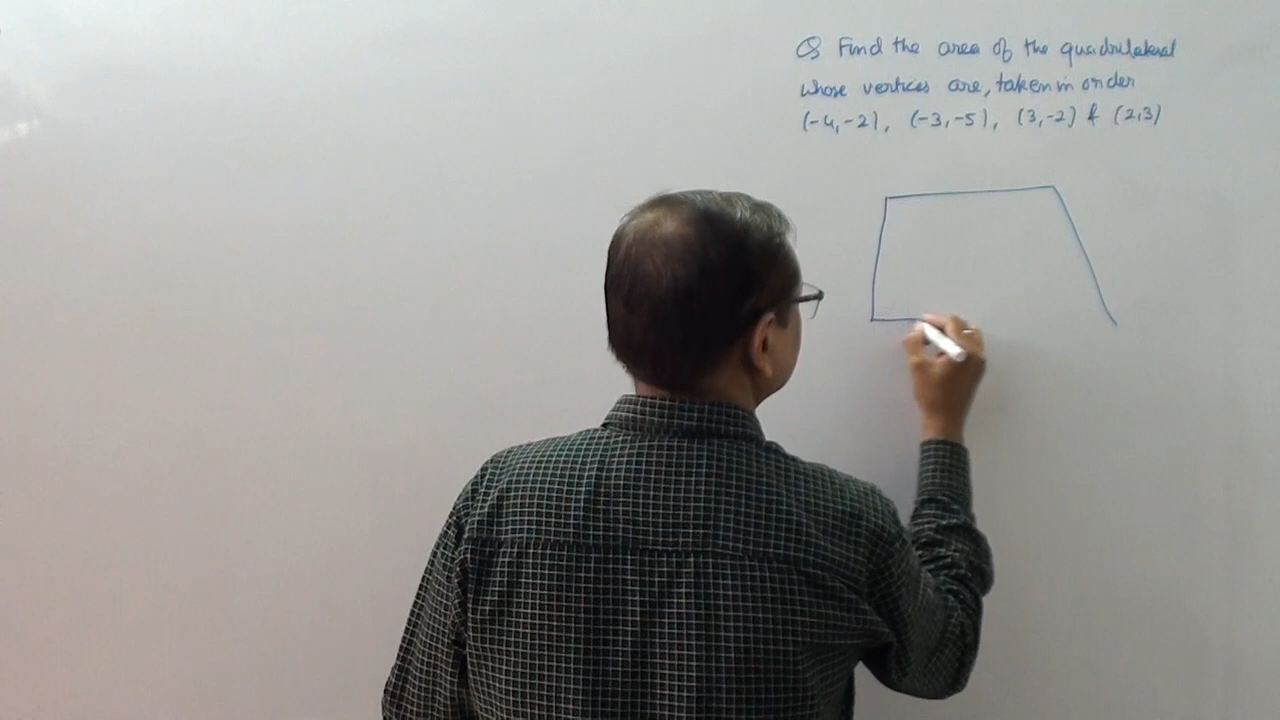 Q Find the area of the quadrilateral
whose vertices are, taken in order
(-4,-2), (-3,-5), (3,-2) & (2,3)